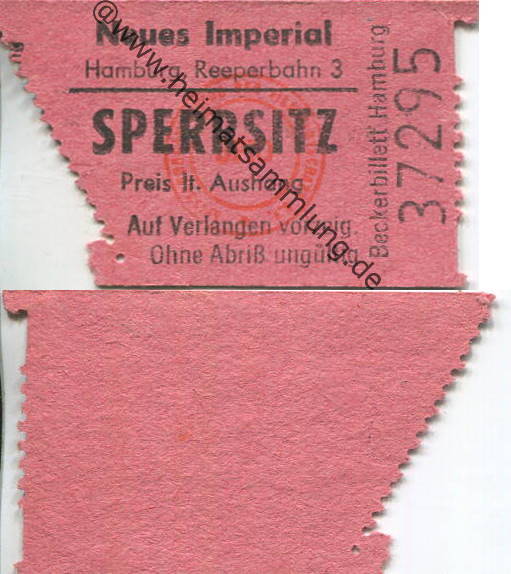 Neues Imperial
Hamburg, Reeperbahn 3
SPERRSITZ
Preis lt. Aushang
Auf Verlangen vorzeig.
Ohne Abriß ungültig
Beckerbillett Hamburg
37295
@www.heimatsammlung.de